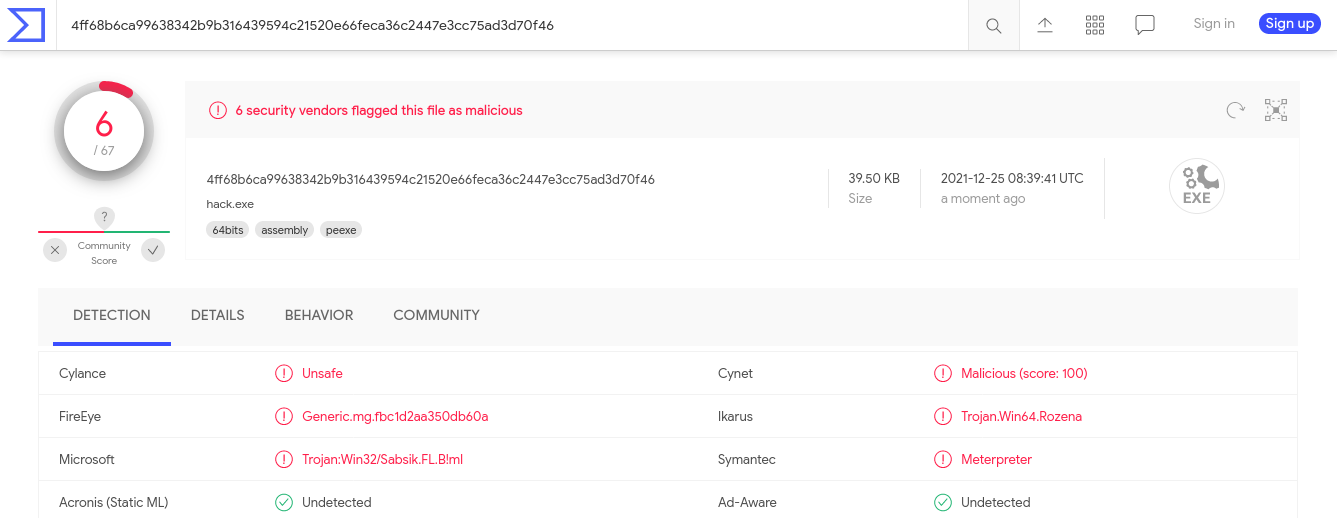 4ff68b6ca99638342b9b316439594c21520e66feca36c2447e3cc75ad3d70f46
Sign in
Sign up
6
/ 67
6 security vendors flagged this file as malicious
4ff68b6ca99638342b9b316439594c21520e66feca36c2447e3cc75ad3d70f46
hack.exe
64bits assembly peexe
39.50 KB
Size
2021-12-25 08:39:41 UTC
a moment ago
EXE
?
Community
Score
DETECTION DETAILS BEHAVIOR COMMUNITY
Cylance Unsafe Cynet Malicious (score: 100)
FireEye Generic.mg.fbc1d2aa350db60a Ikarus Trojan.Win64.Rozena
Microsoft Trojan:Win32/Sabsik.FL.B!ml Symantec Meterpreter
Acronis (Static ML) Undetected Ad-Aware Undetected